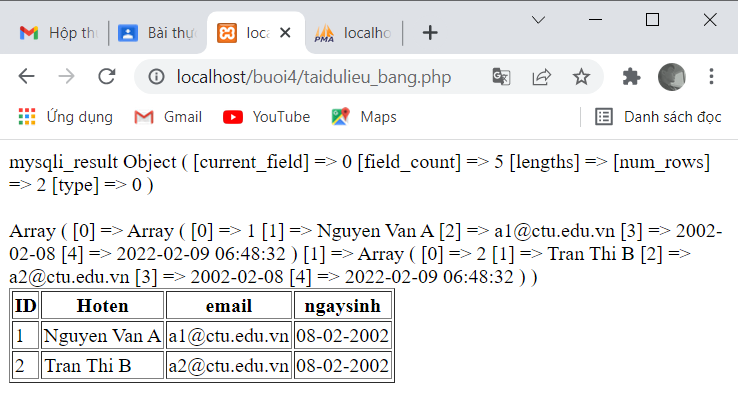 Hộp th
Bài thự
loca
localho
localhost/buoi4/taidulieu_bang.php
Ứng dụng
Gmail
YouTube
Maps
Danh sách đọc
mysqli_result Object ( [current_field] => 0 [field_count] => 5 [lengths] => [num_rows]
=> 2 [type] => 0 )
Array ( [0] => Array ( [0] => 1 [1] => Nguyen Van A [2] => a1@ctu.edu.vn [3] => 2002-
02-08 [4] => 2022-02-09 06:48:32 ) [1] => Array ( [0] => 2 [1] => Tran Thi B [2] =>
a2@ctu.edu.vn [3] => 2002-02-08 [4] => 2022-02-09 06:48:32 ) )
ID Hoten email ngaysinh
1 Nguyen Van A a1@ctu.edu.vn 08-02-2002
2 Tran Thi B a2@ctu.edu.vn 08-02-2002